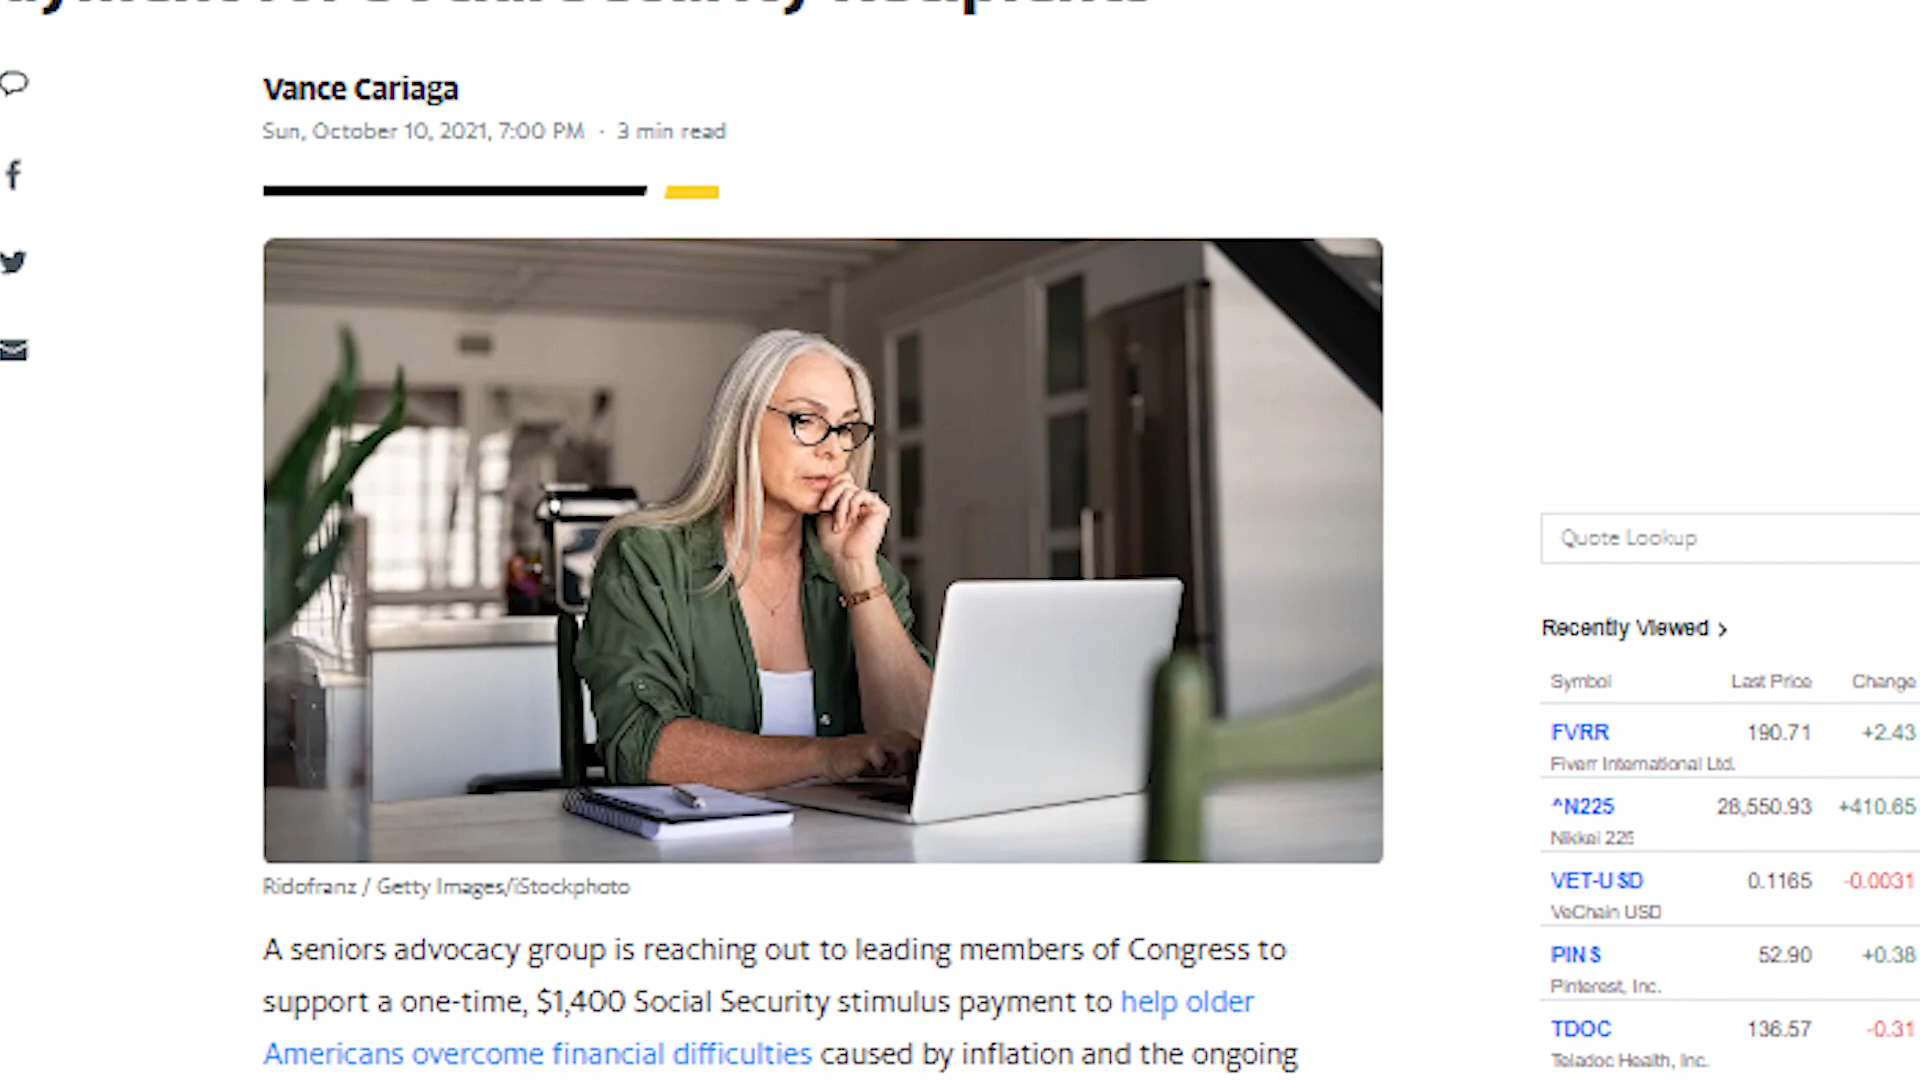 Payment for Social Security Recipients
Vance Cariaga
Sun, October 10, 2021, 7:00 PM · 3 min read
Ridofranz / Getty Images/iStockphoto
A seniors advocacy group is reaching out to leading members of Congress to
support a one-time, $1,400 Social Security stimulus payment to help older
Americans overcome financial difficulties caused by inflation and the ongoing
Quote Lookup
Recently Viewed >
Symbol Last Price Change
FVRR 190.71 +2.43
Fiverr International Ltd.
^N225 28,550.93 +410.65
Nikkei 225
VET-USD 0.1165 -0.0031
VeChain USD
PINS 52.90 +0.38
Pinterest, Inc.
TDOC 136.57 -0.31
Teladoc Health, Inc.